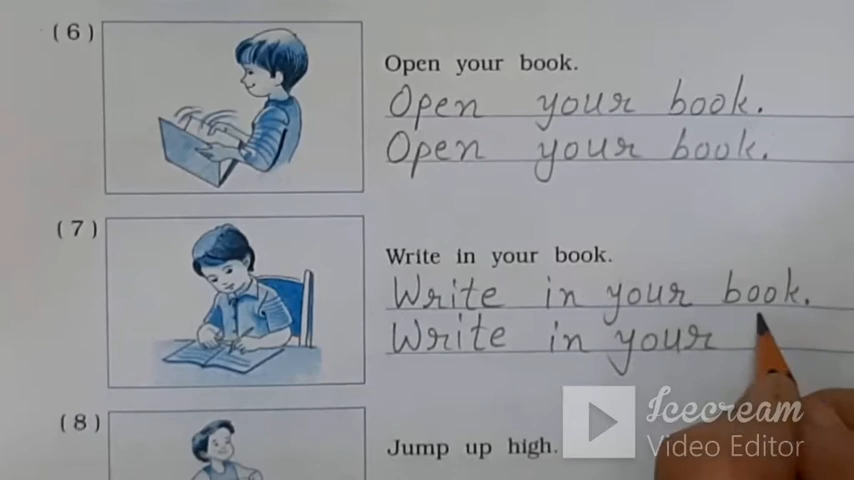 (6)
Open your book.
Open your book.
Open your book.
(7)
Write in your book.
Write in your book.
Write in your
(8)
Jump up high.
Icecream
Video Editor